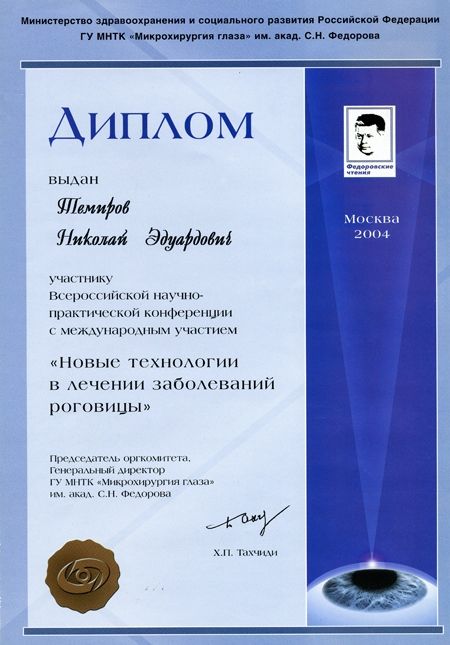 Министерство здравоохранения и социального развития Российской Федерации
ГУ МНТК «Микрохирургия глаза» им. акад. С.Н. Федорова
Диплом
Федоровские
чтения
Москва
2004
выдан
Темиров
Николай Эдуардович
участнику
Всероссийской научно-
практической конференции
с международным участием
«Новые технологии
в лечении заболеваний
роговицы»
Председатель оргкомитета,
Генеральный директор
ГУ МНТК «Микрохирургия глаза»
им. акад. С.Н. Федорова
Х.П. Тахчиди